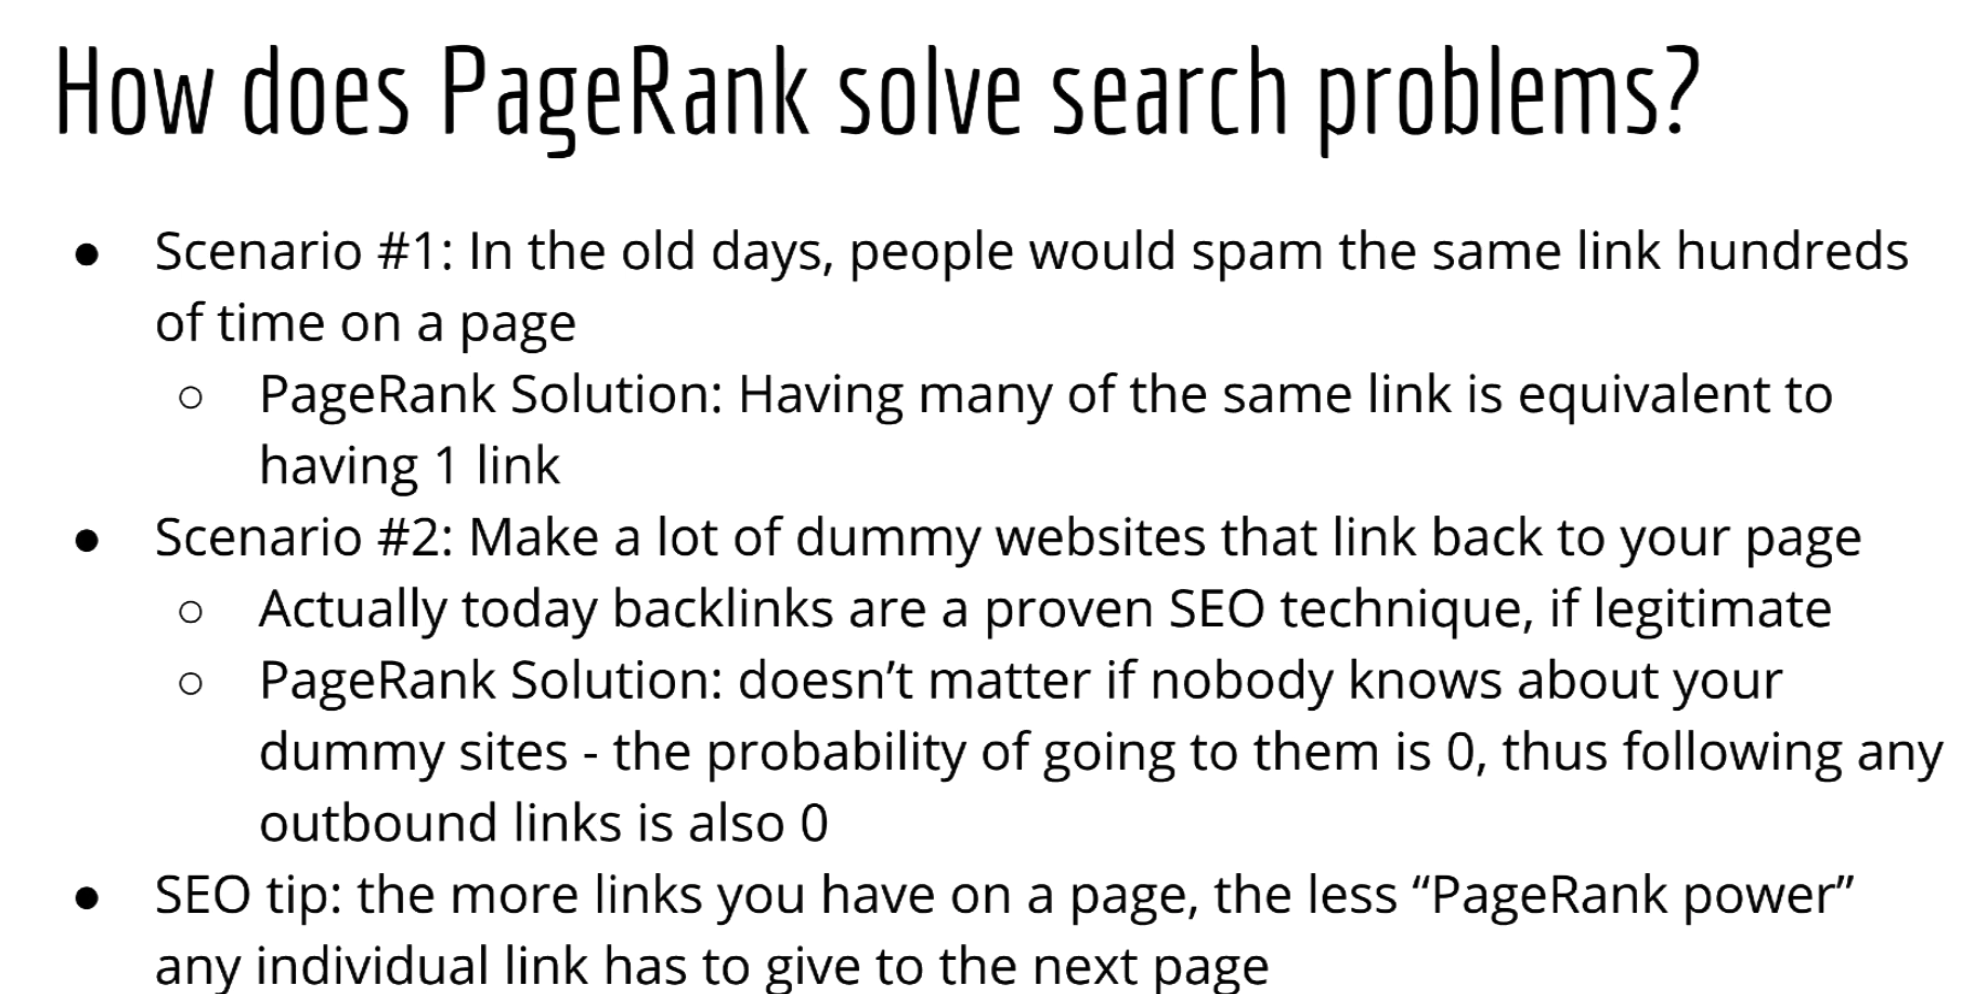 How does PageRank solve search problems?
● Scenario #1: In the old days, people would spam the same link hundreds
of time on a page
○ PageRank Solution: Having many of the same link is equivalent to
having 1 link
● Scenario #2: Make a lot of dummy websites that link back to your page
○ Actually today backlinks are a proven SEO technique, if legitimate
○ PageRank Solution: doesn’t matter if nobody knows about your
dummy sites - the probability of going to them is 0, thus following any
outbound links is also 0
● SEO tip: the more links you have on a page, the less “PageRank power”
any individual link has to give to the next page